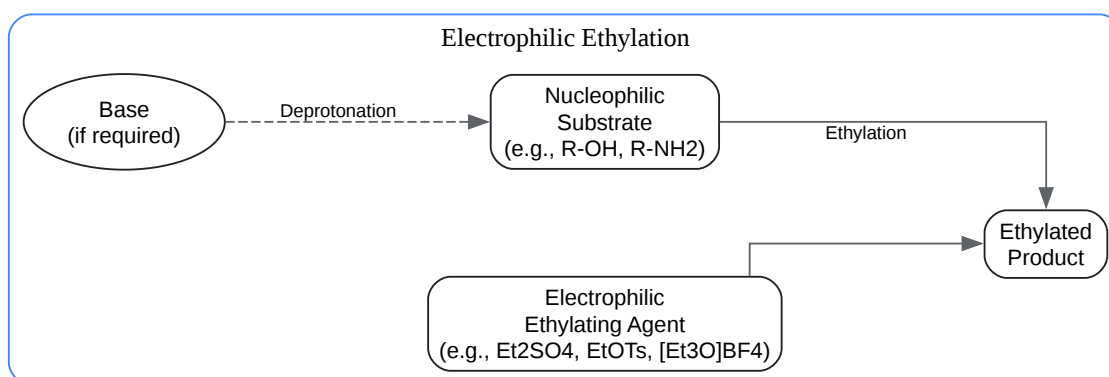 Electrophilic Ethylation
Base
(if required)
Deprotonation
Nucleophilic
Substrate
(e.g., R-OH, R-NH2)
Ethylation
Ethylated
Product
Electrophilic
Ethylating Agent
(e.g., Et2SO4, EtOTs, [Et3O]BF4)